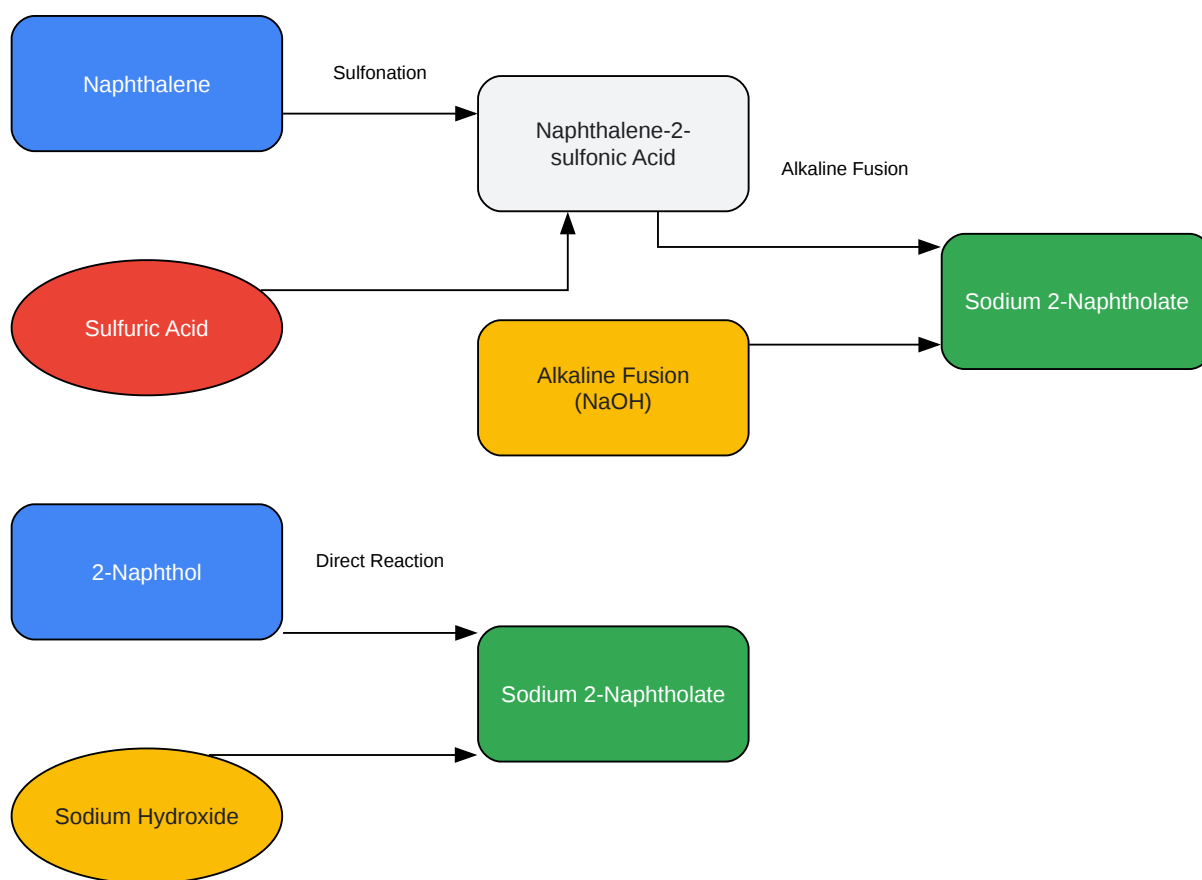 Naphthalene
Sulfonation
Naphthalene-2-
sulfonic Acid
Alkaline Fusion
Sulfuric Acid
Sodium 2-Naphtholate
Alkaline Fusion
(NaOH)
2-Naphthol
Direct Reaction
Sodium 2-Naphtholate
Sodium Hydroxide